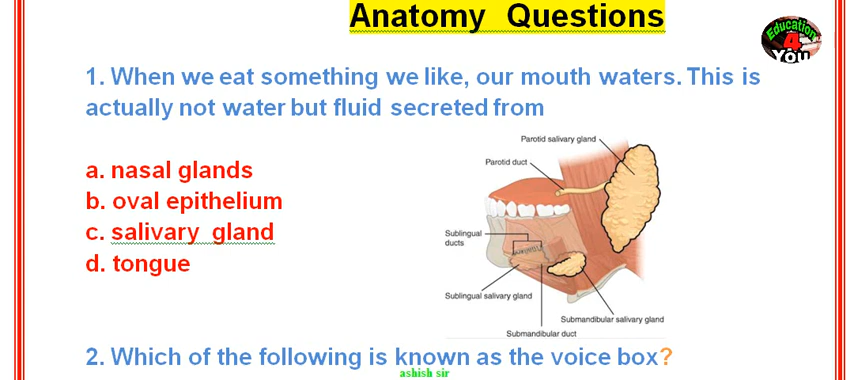 Anatomy Questions
Education
4
You
1. When we eat something we like, our mouth waters. This is
actually not water but fluid secreted from
a. nasal glands
b. oval epithelium
c. salivary gland
d. tongue
Parotid salivary gland
Parotid duct
Sublingual
ducts
Sublingual salivary gland
Submandibular salivary gland
Submandibular duct
2. Which of the following is known as the voice box?
ashish sir